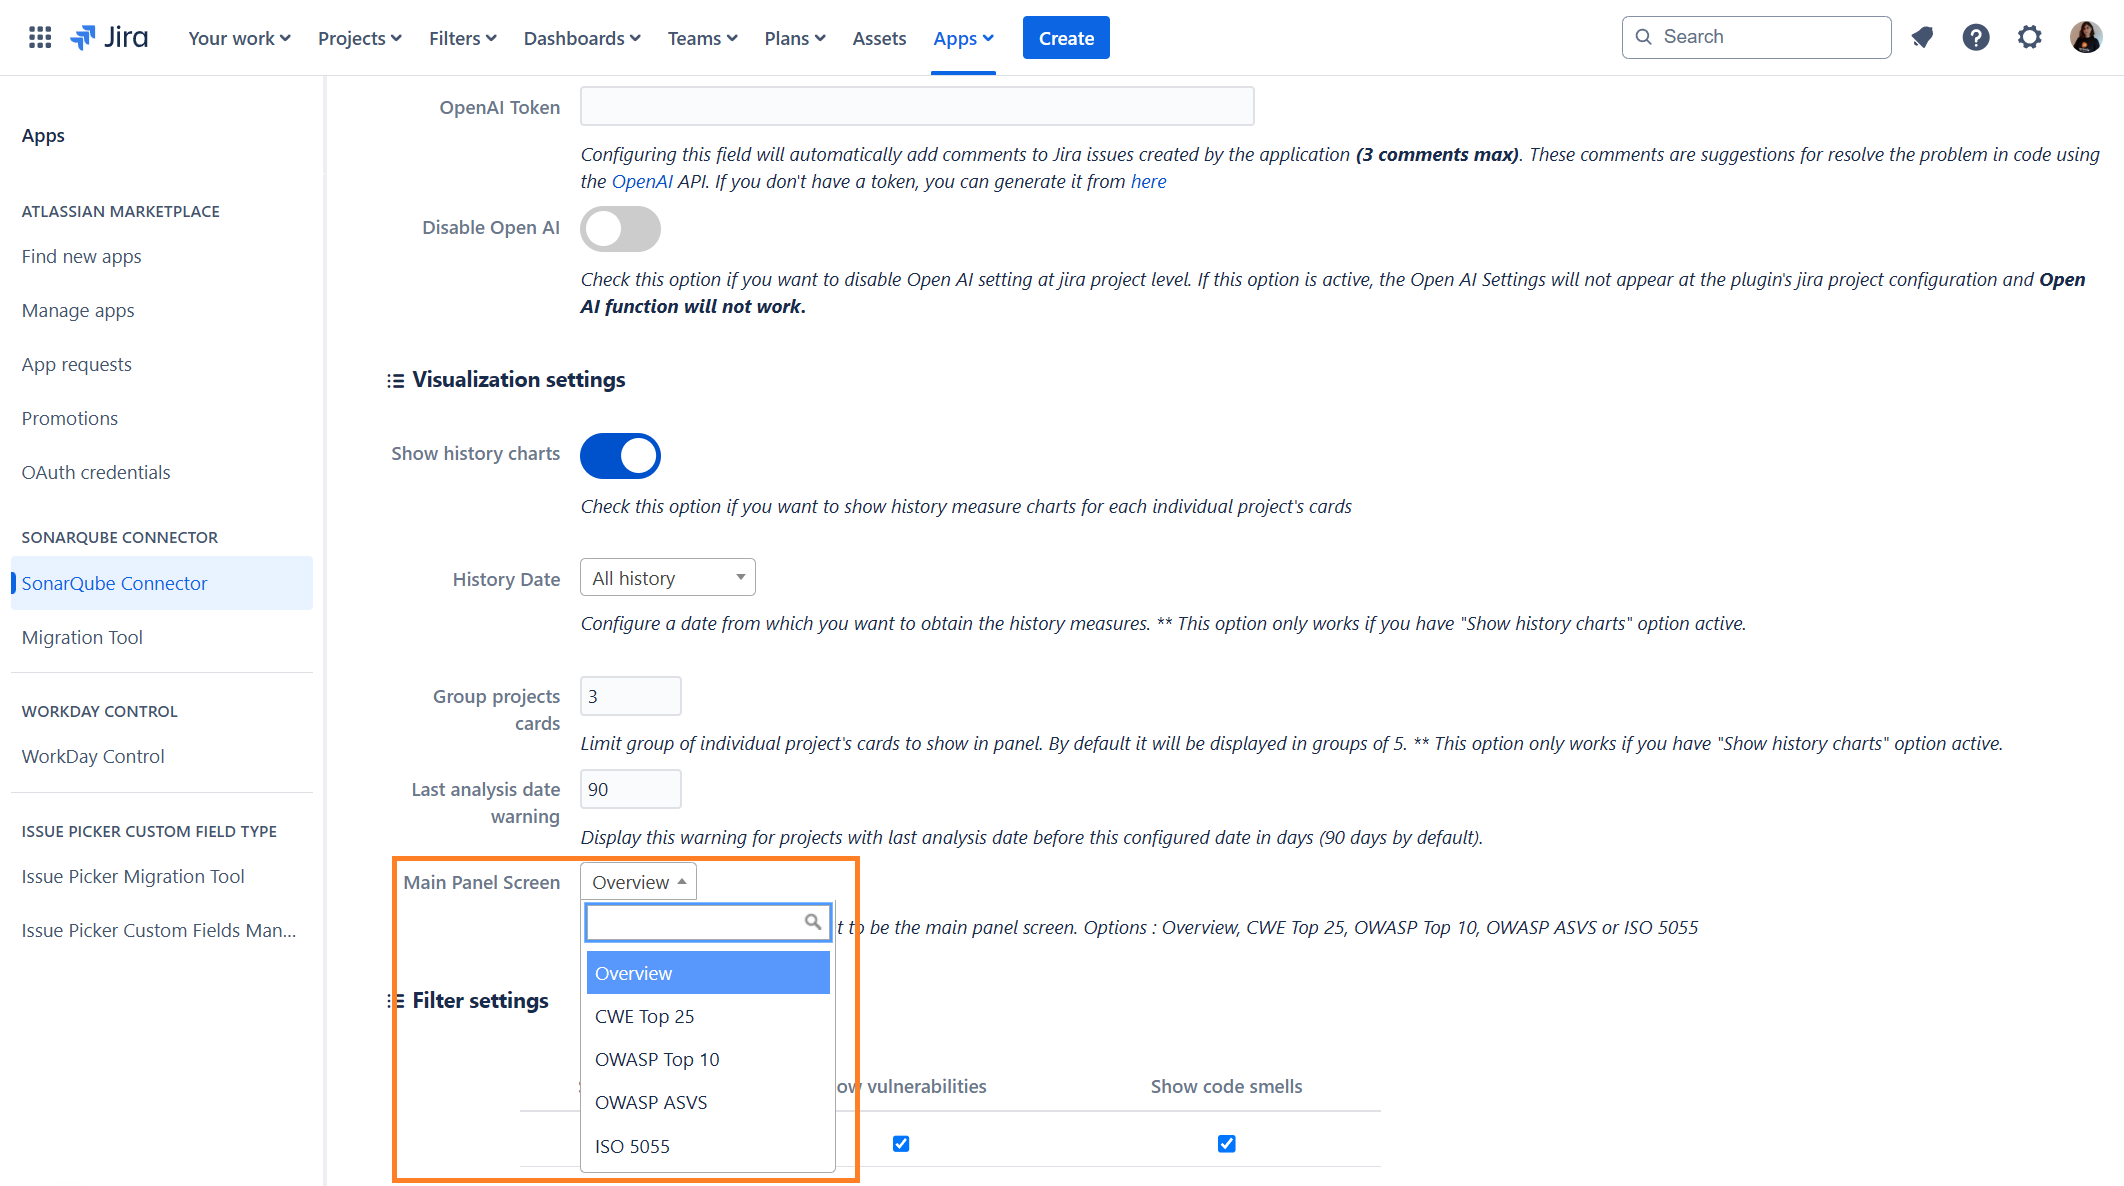 Jira Your work Projects Filters Dashboards Teams Plans Assets Apps Create Search
Apps
ATLASSIAN MARKETPLACE
Find new apps
Manage apps
App requests
Promotions
OAuth credentials
SONARQUBE CONNECTOR
SonarQube Connector
Migration Tool
WORKDAY CONTROL
WorkDay Control
ISSUE PICKER CUSTOM FIELD TYPE
Issue Picker Migration Tool
Issue Picker Custom Fields Man...
OpenAI Token
Configuring this field will automatically add comments to Jira issues created by the application (3 comments max). These comments are suggestions for resolve the problem in code using
the OpenAI API. If you don't have a token, you can generate it from here
Disable Open AI
Check this option if you want to disable Open AI setting at jira project level. If this option is active, the Open AI Settings will not appear at the plugin's jira project configuration and Open
AI function will not work.
Visualization settings
Show history charts
Check this option if you want to show history measure charts for each individual project's cards
History Date All history
Configure a date from which you want to obtain the history measures. ** This option only works if you have "Show history charts" option active.
Group projects 3
cards
Limit group of individual project's cards to show in panel. By default it will be displayed in groups of 5. ** This option only works if you have "Show history charts" option active.
Last analysis date 90
warning
Display this warning for projects with last analysis date before this configured date in days (90 days by default).
Main Panel Screen Overview
t to be the main panel screen. Options : Overview, CWE Top 25, OWASP Top 10, OWASP ASVS or ISO 5055
Overview
CWE Top 25
OWASP Top 10
OWASP ASVS
ISO 5055
Filter settings
ow vulnerabilities Show code smells